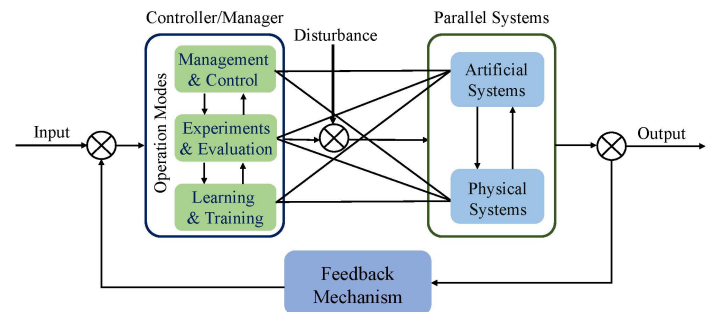 Controller/Manager
Parallel Systems
Disturbance
Input
Operation Modes
Management
& Control
Experiments
& Evaluation
Learning
& Training
Artificial
Systems
Physical
Systems
Output
Feedback
Mechanism